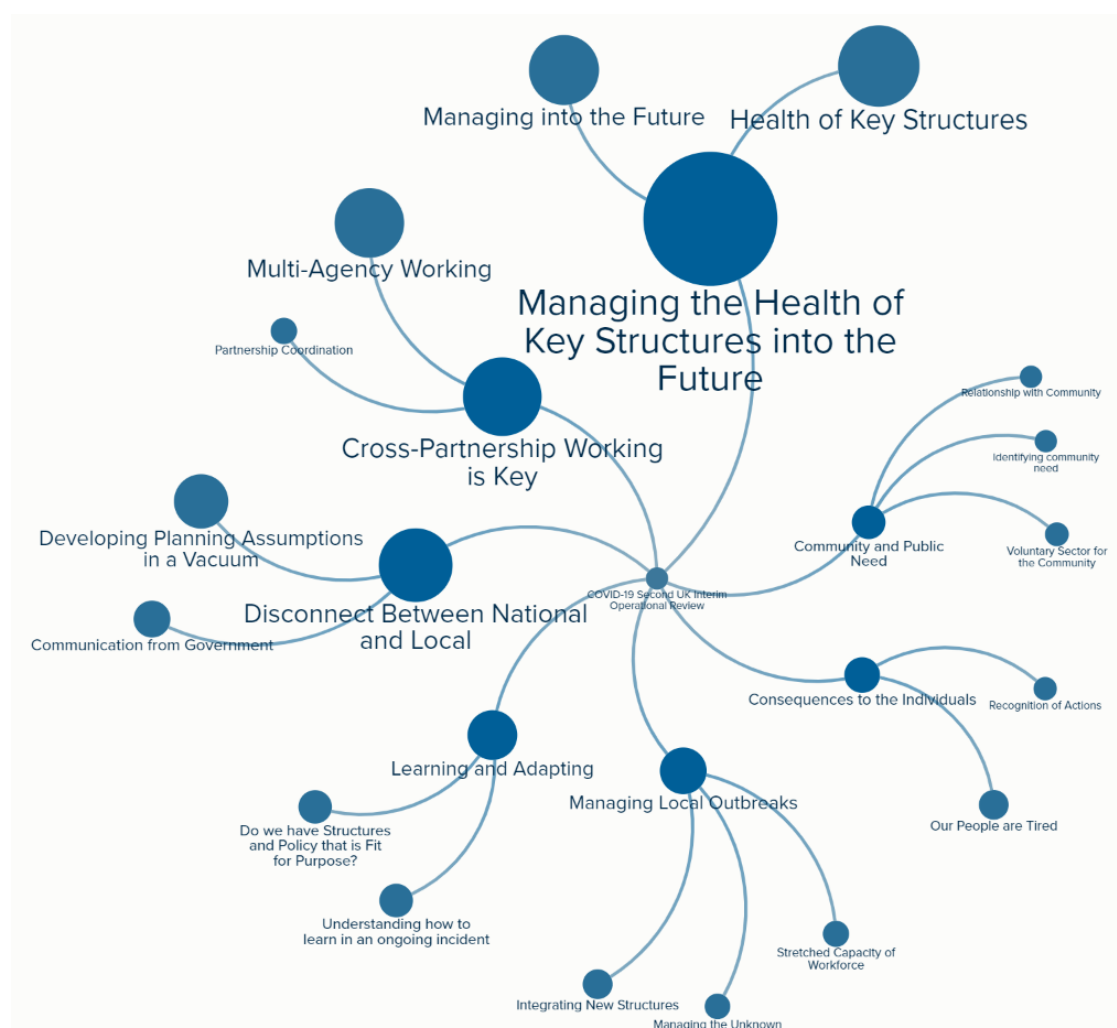 Managing into the Future
Health of Key Structures
Multi-Agency Working
Managing the Health of
Key Structures into the
Future
Partnership Coordination
Relationship with Community
Cross-Partnership Working
is Key
Identifying community
need
Developing Planning Assumptions
in a Vacuum
Community and Public
Need
Voluntary Sector for
the Community
COVID-19 Second UK Interim
Operational Review
Disconnect Between National
and Local
Communication from Government
Consequences to the Individuals
Recognition of Actions
Learning and Adapting
Managing Local Outbreaks
Do we have Structures
and Policy that is Fit
for Purpose?
Our People are Tired
Understanding how to
learn in an ongoing incident
Stretched Capacity of
Workforce
Integrating New Structures
Managing the Unknown